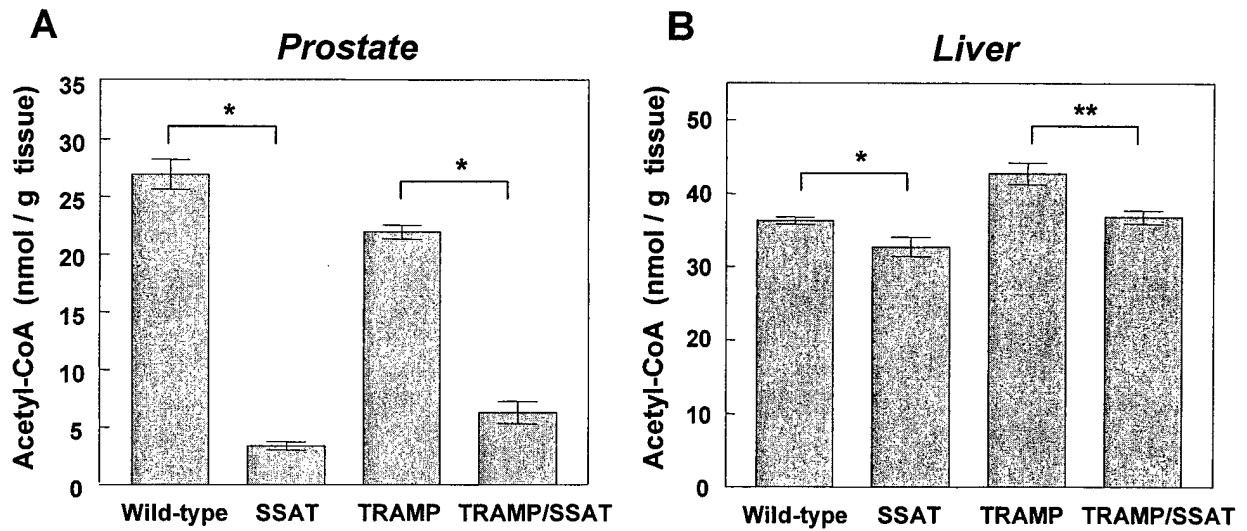 A
Prostate
Acetyl-CoA (nmol / g tissue)
35
30
25
20
15
10
5
0
*
*
Wild-type SSAT TRAMP TRAMP/SSAT
B
Liver
Acetyl-CoA (nmol / g tissue)
50
40
30
20
10
0
*
**
Wild-type SSAT TRAMP TRAMP/SSAT